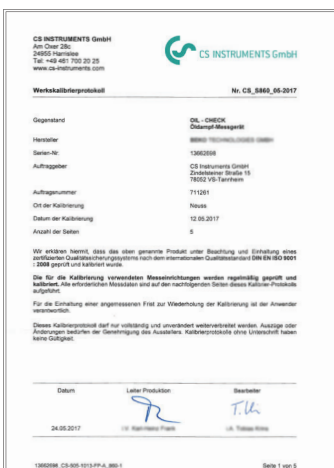 CS INSTRUMENTS GmbH
Am Oxer 28c
24955 Harrislee
Tel: +49 461 700 20 25
www.cs-instruments.com
CS INSTRUMENTS GmbH
Werkskalibrierprotokoll Nr. CS_S860_05-2017
Gegenstand OIL - CHECK
Öldampf-Messgerät
Hersteller
Serien-Nr. 13662698
Auftraggeber CS Instruments GmbH
Zindelsteiner Straße 15
78052 VS-Tannheim
Auftragsnummer 711261
Ort der Kalibrierung Neuss
Datum der Kalibrierung 12.05.2017
Anzahl der Seiten 5
Wir erklären hiermit, dass das oben genannte Produkt unter Beachtung und Einhaltung eines
zertifizierten Qualitätssicherungssystems nach dem internationalen Qualitätsstandard DIN EN ISO 9001
: 2008 geprüft und kalibriert wurde.
Die für die Kalibrierung verwendeten Messeinrichtungen werden regelmäßig geprüft und
kalibriert. Alle erforderlichen Messdaten sind auf den nachfolgenden Seiten dieses Kalibrier-Protokolls
aufgeführt.
Für die Einhaltung einer angemessenen Frist zur Wiederholung der Kalibrierung ist der Anwender
verantwortlich.
Dieses Kalibrierprotokoll darf nur vollständig und unverändert weiterverbreitet werden. Auszüge oder
Änderungen bedürfen der Genehmigung des Ausstellers. Kalibrierprotokolle ohne Unterschrift haben
keine Gültigkeit.
Datum Leiter Produktion Bearbeiter
24.05.2017
Seite 1 von 5